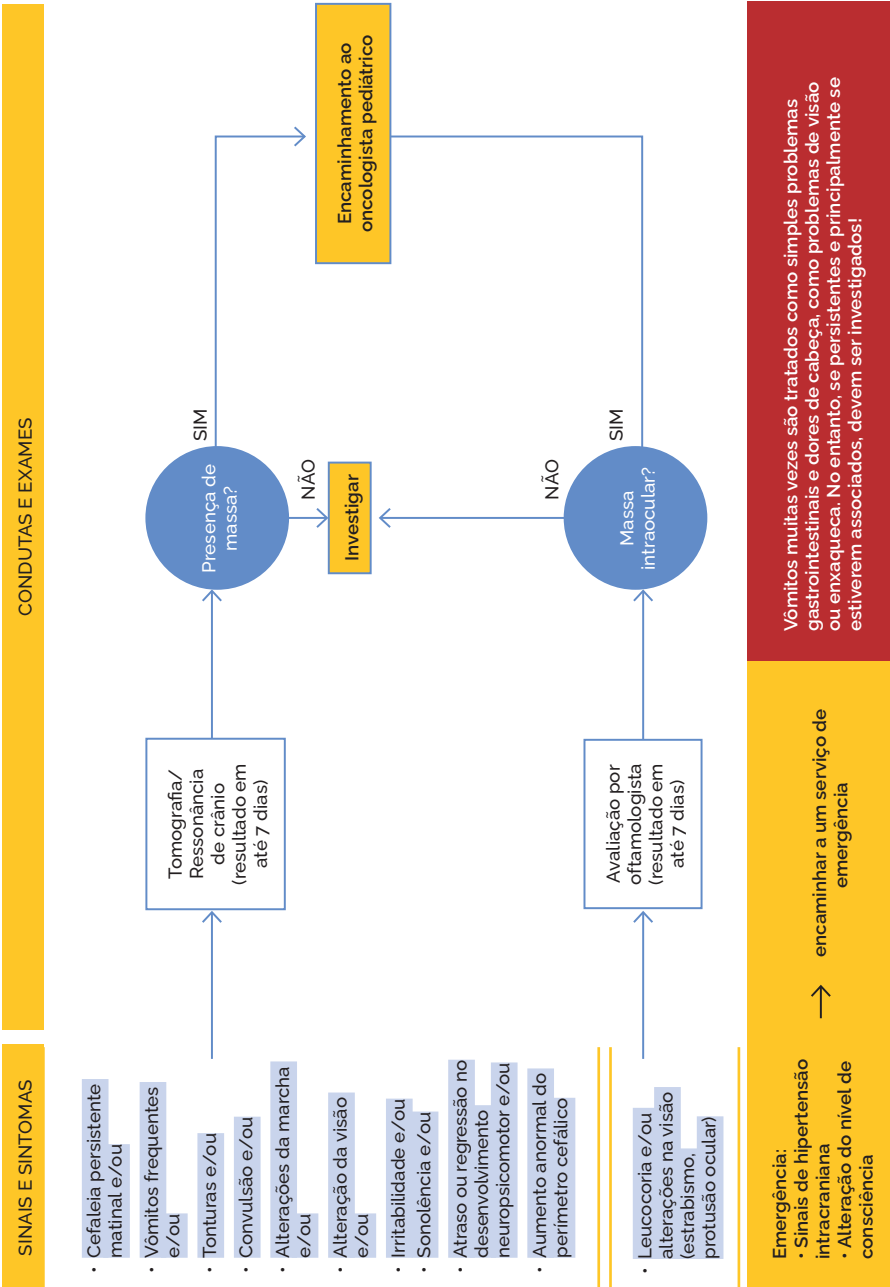 SINAIS E SINTOMAS
CONDUTAS E EXAMES
• Cefaleia persistente
matinal e/ou
• Vômitos frequentes
e/ou
• Tonturas e/ou
• Convulsão e/ou
• Alterações da marcha
e/ou
• Alteração da visão
e/ou
• Irritabilidade e/ou
• Sonolência e/ou
• Atraso ou regressão no
desenvolvimento
neuropsicomotor e/ou
• Aumento anormal do
perímetro cefálico
Tomografia/
Ressonância
de crânio
(resultado em
até 7 dias)
Presença de
massa?
SIM
NÃO
Investigar
Encaminhamento ao
oncologista pediátrico
• Leucocoria e/ou
alterações na visão
(estrabismo,
protusão ocular)
Avaliação por
oftamologista
(resultado em
até 7 dias)
Massa
intraocular?
NÃO
SIM
Emergência:
• Sinais de hipertensão
intracraniana
• Alteração do nível de
consciência
encaminhar a um serviço de
emergência
Vômitos muitas vezes são tratados como simples problemas
gastrointestinais e dores de cabeça, como problemas de visão
ou enxaqueca. No entanto, se persistentes e principalmente se
estiverem associados, devem ser investigados!